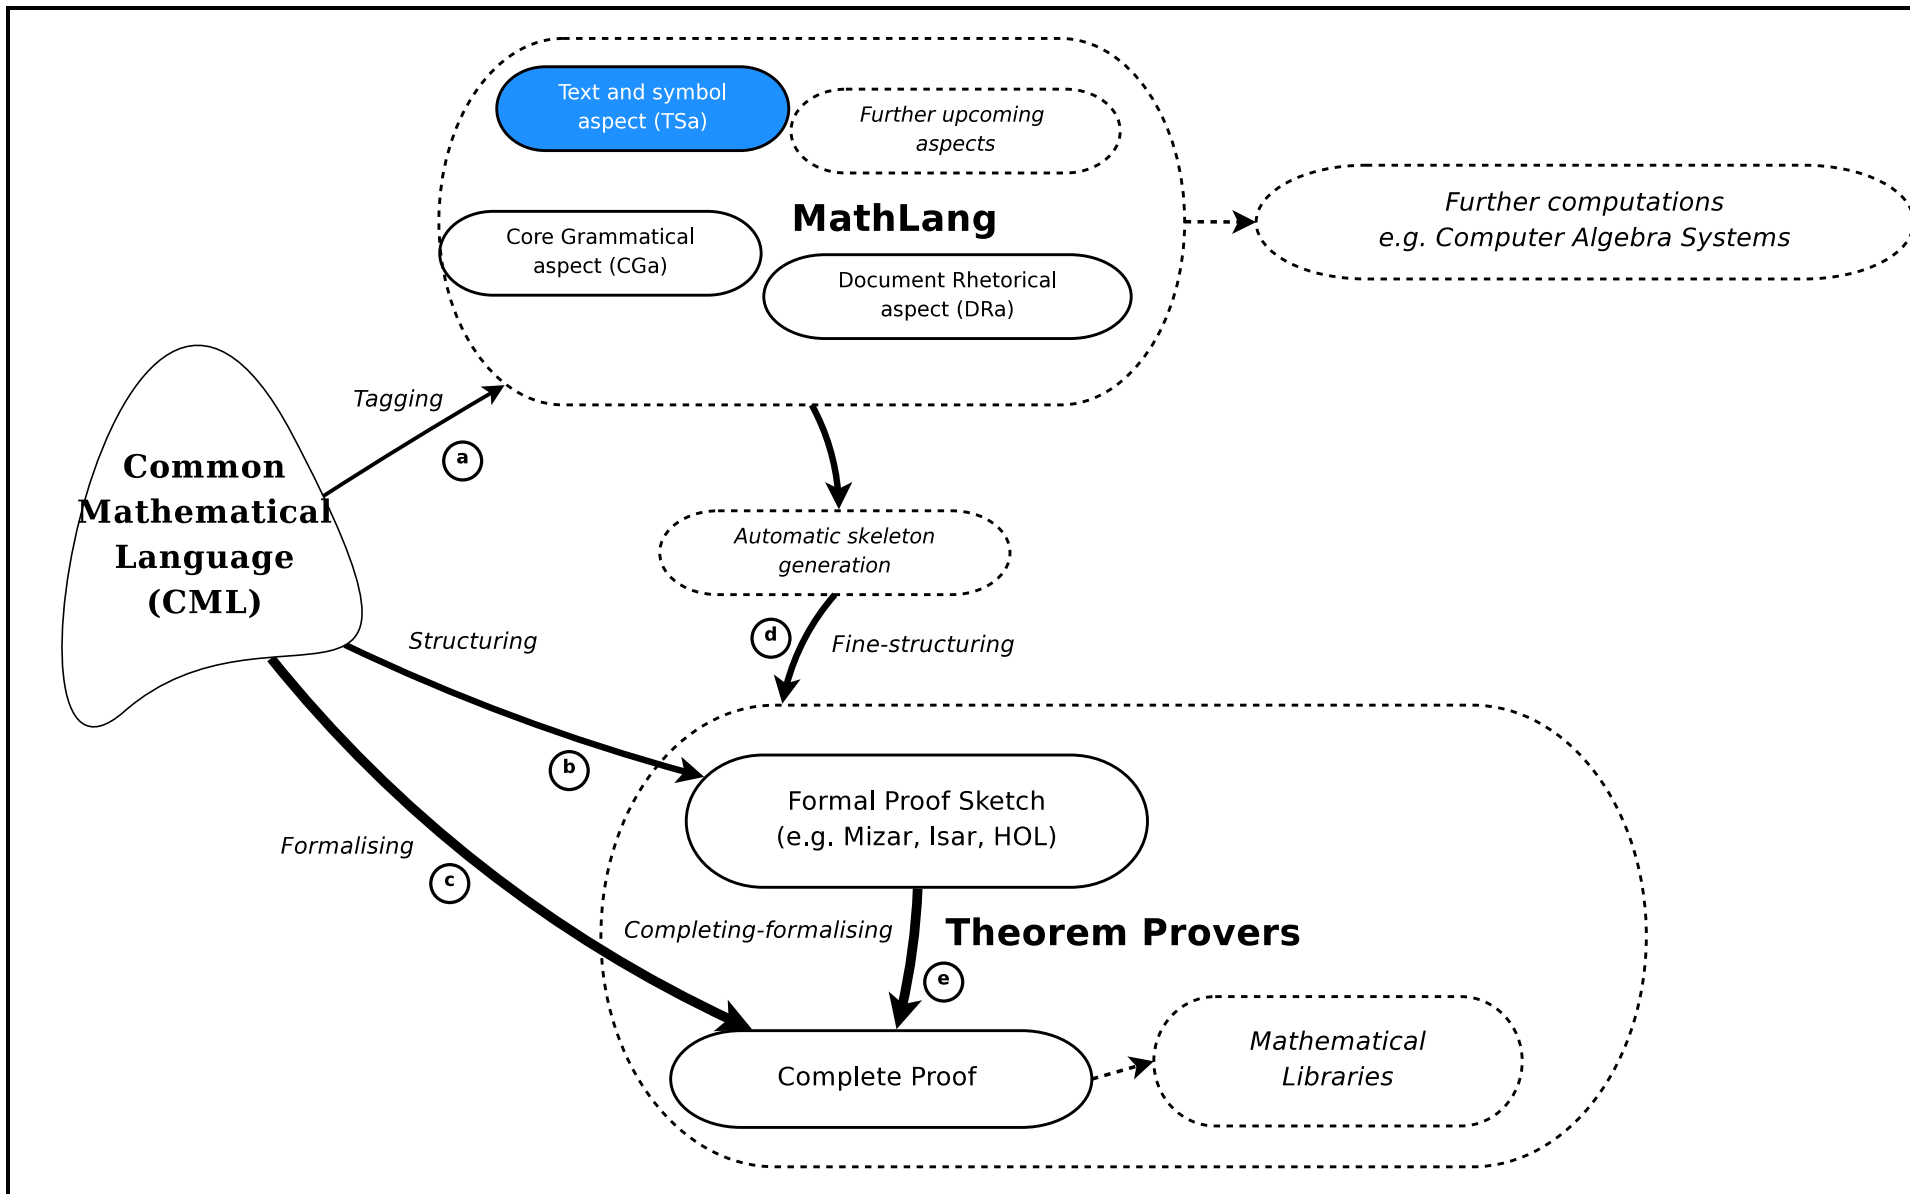 Text and symbol
aspect (TSa)
Further upcoming
aspects
MathLang
Core Grammatical
aspect (CGa)
Document Rhetorical
aspect (DRa)
Further computations
e.g. Computer Algebra Systems
Tagging
a
Common
Mathematical
Language
(CML)
Automatic skeleton
generation
Structuring
d
Fine-structuring
b
Formal Proof Sketch
(e.g. Mizar, Isar, HOL)
Formalising
c
Completing-formalising
Theorem Provers
e
Complete Proof
Mathematical
Libraries